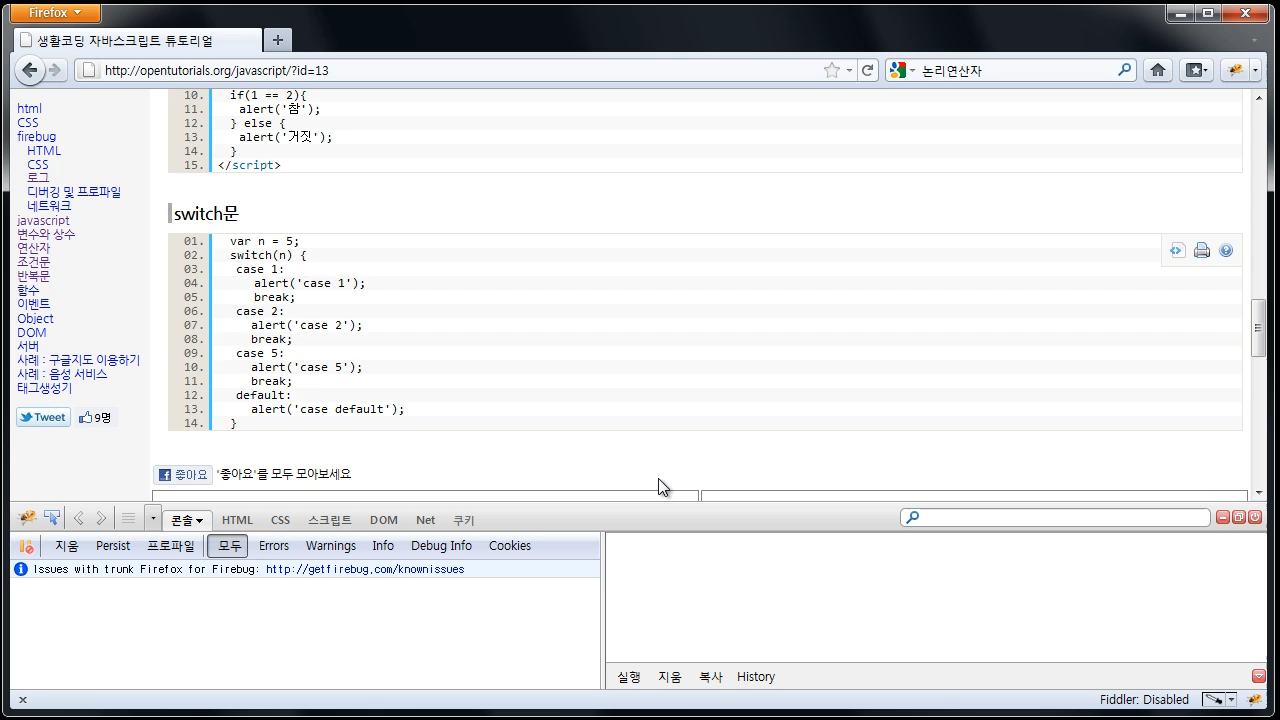 Firefox
생활코딩 자바스크립트 튜토리얼
http://opentutorials.org/javascript/?id=13
논리연산자
html
CSS
firebug
HTML
CSS
로그
디버깅 및 프로파일
네트워크
javascript
변수와 상수
연산자
조건문
반복문
함수
이벤트
Object
DOM
서버
사례 : 구글지도 이용하기
사례 : 음성 서비스
태그생성기
Tweet 9명
10. if(1 == 2){
11. alert('참');
12. } else {
13. alert('거짓');
14. }
15. </script>
switch문
01. var n = 5;
02. switch(n) {
03. case 1:
04. alert('case 1');
05. break;
06. case 2:
07. alert('case 2');
08. break;
09. case 5:
10. alert('case 5');
11. break;
12. default:
13. alert('case default');
14. }
좋아요 '좋아요'를 모두 모아보세요
콘솔 HTML CSS 스크립트 DOM Net 쿠키
지움 Persist 프로파일 모두 Errors Warnings Info Debug Info Cookies
Issues with trunk Firefox for Firebug: http://getfirebug.com/knownissues
실행 지움 복사 History
Fiddler: Disabled